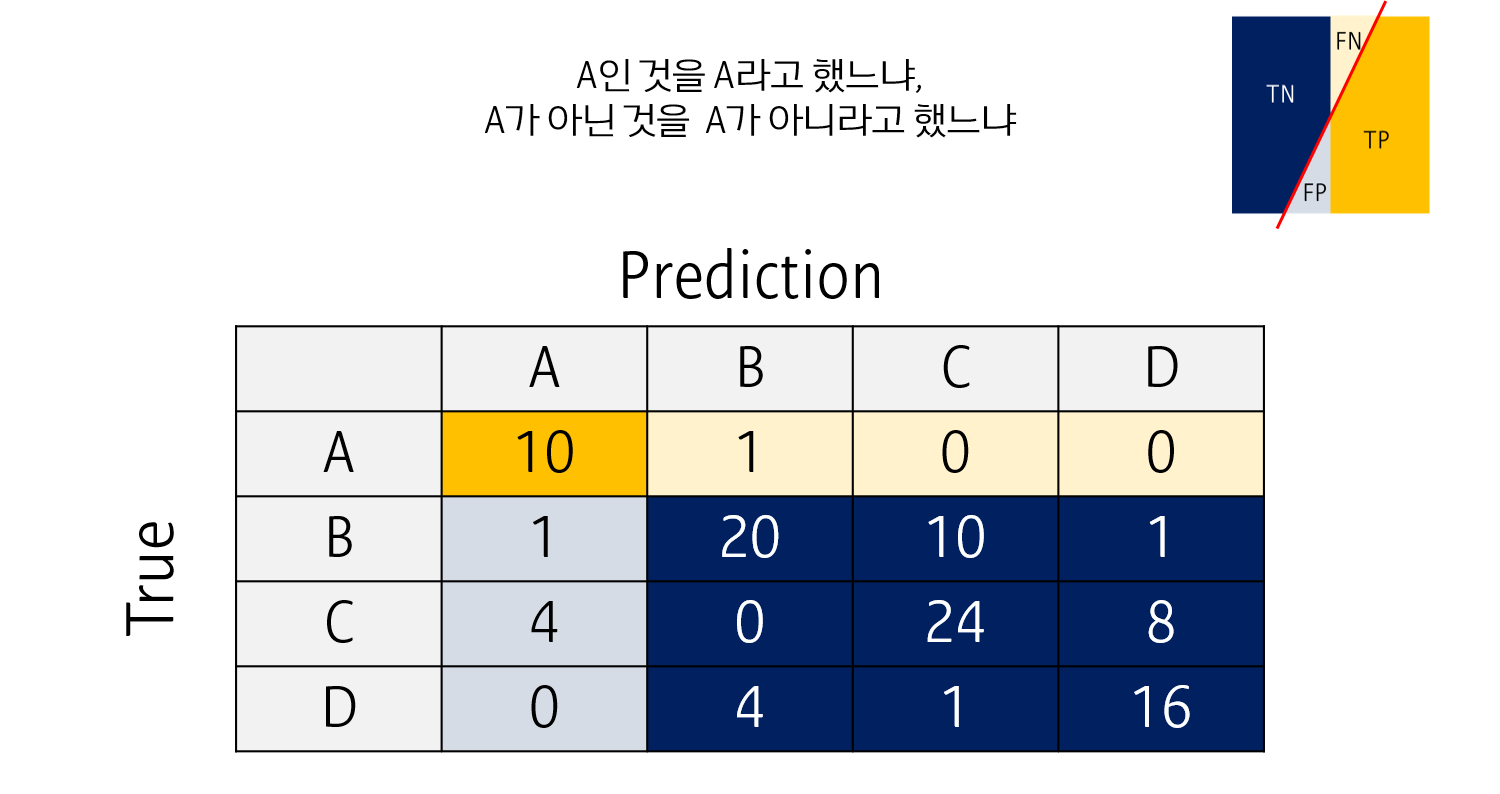 A인 것을 A라고 했느냐,
A가 아닌 것을 A가 아니라고 했느냐
FN
TN
TP
FP
Prediction
A B C D
True
A 10 1 0 0
B 1 20 10 1
C 4 0 24 8
D 0 4 1 16